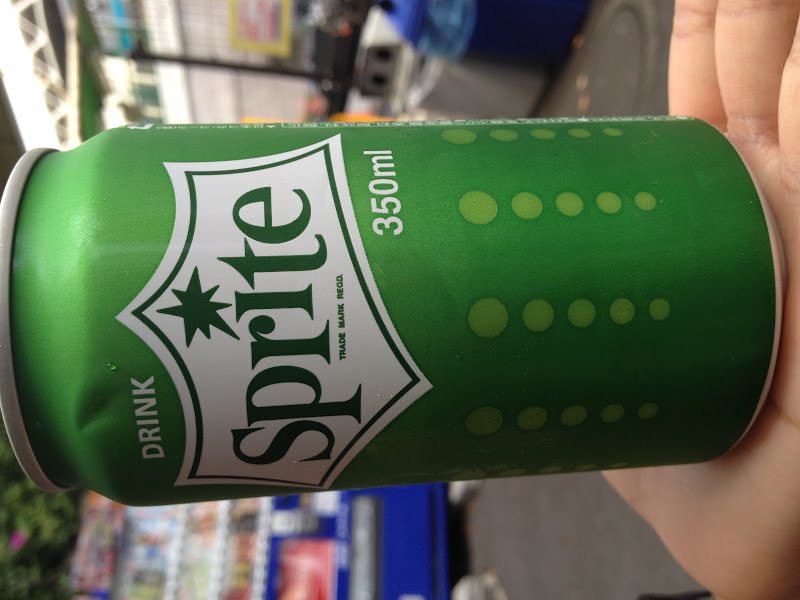 DRINK
Sprite
TRADE MARK REGD.
350ml